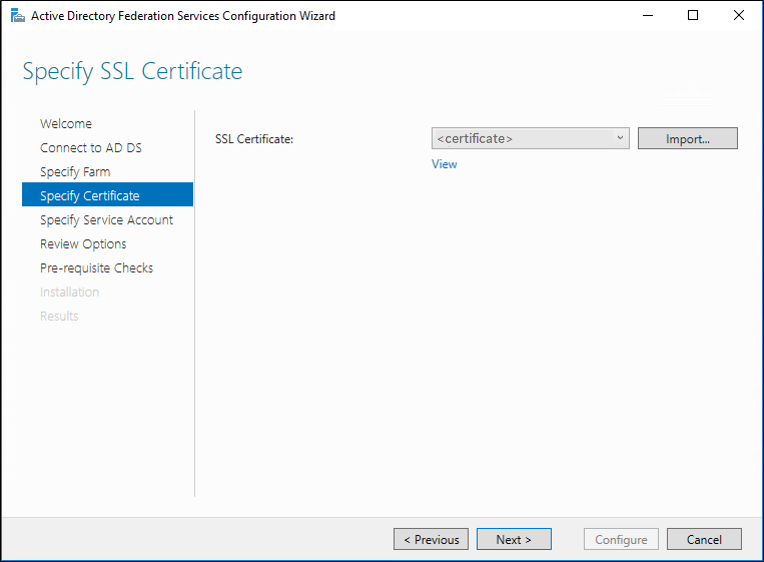 Active Directory Federation Services Configuration Wizard
Specify SSL Certificate
Welcome
Connect to AD DS
Specify Farm
Specify Certificate
Specify Service Account
Review Options
Pre-requisite Checks
Installation
Results
SSL Certificate:
<certificate>
Import...
View
< Previous
Next >
Configure
Cancel